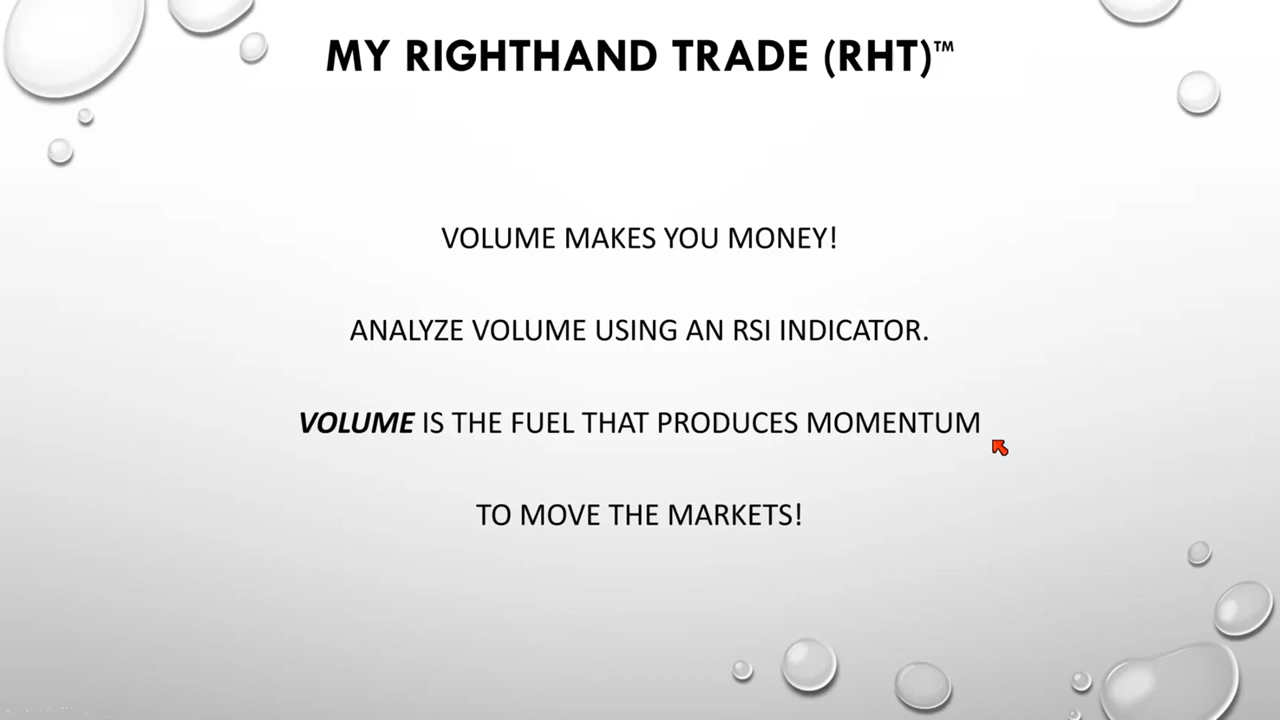 MY RIGHTHAND TRADE (RHT)™
VOLUME MAKES YOU MONEY!
ANALYZE VOLUME USING AN RSI INDICATOR.
VOLUME IS THE FUEL THAT PRODUCES MOMENTUM
TO MOVE THE MARKETS!